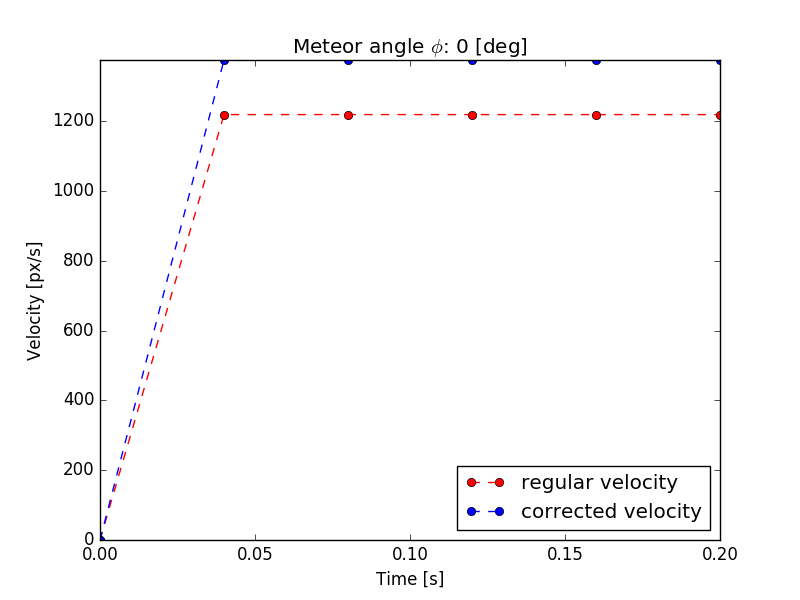 Meteor angle ϕ: 0 [deg]
Velocity [px/s]
1200
1000
800
600
400
200
0
0.00 0.05 0.10 0.15 0.20
Time [s]
regular velocity
corrected velocity